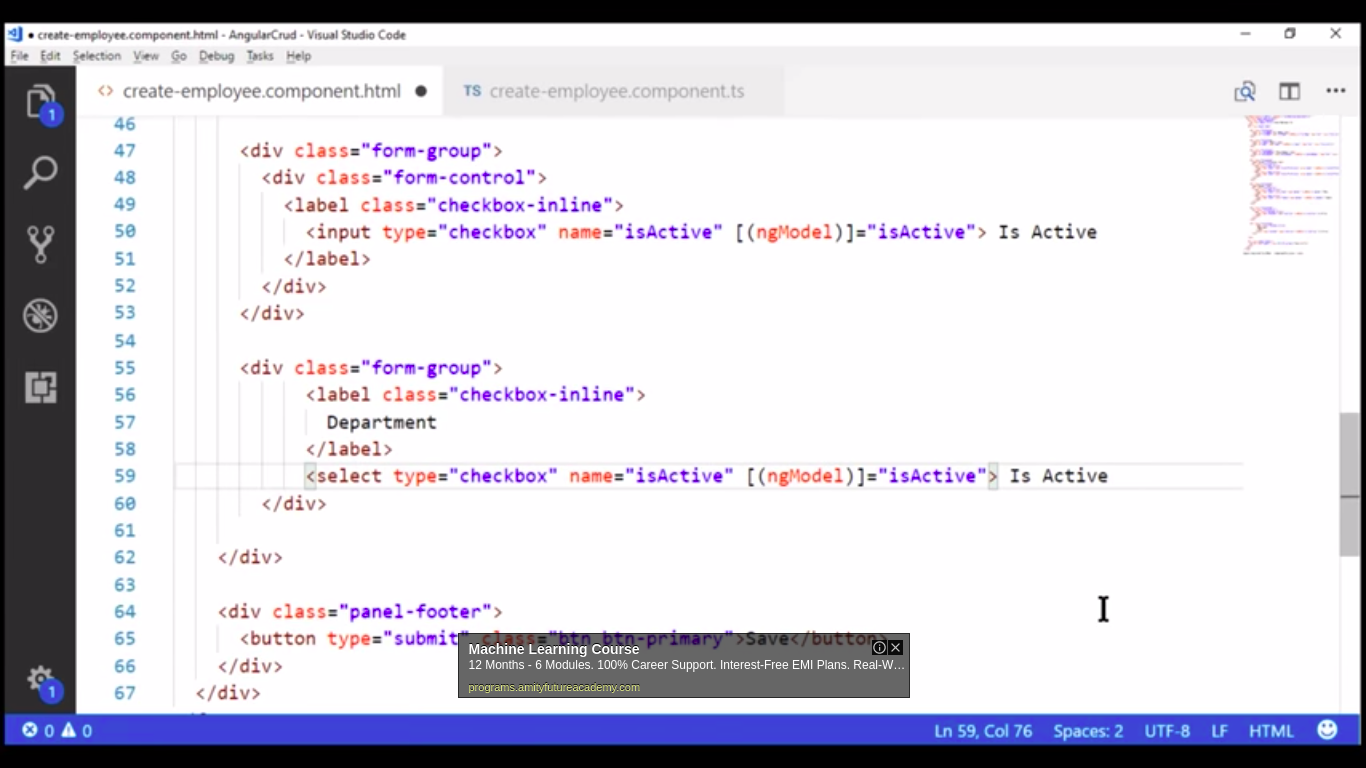 create-employee.component.html - AngularCrud - Visual Studio Code
File Edit Selection View Go Debug Tasks Help
<> create-employee.component.html ● TS create-employee.component.ts
46
47 <div class="form-group">
48 <div class="form-control">
49 <label class="checkbox-inline">
50 <input type="checkbox" name="isActive" [(ngModel)]="isActive"> Is Active
51 </label>
52 </div>
53 </div>
54
55 <div class="form-group">
56 <label class="checkbox-inline">
57 Department
58 </label>
59 <select type="checkbox" name="isActive" [(ngModel)]="isActive"> Is Active
60 </div>
61
62 </div>
63
64 <div class="panel-footer">
65 <button type="submit" class="btn btn-primary">Save</button>
66 </div>
67 </div>
1
1
Machine Learning Course
12 Months - 6 Modules. 100% Career Support. Interest-Free EMI Plans. Real-W...
programs.amityfutureacademy.com
0 0 Ln 59, Col 76 Spaces: 2 UTF-8 LF HTML